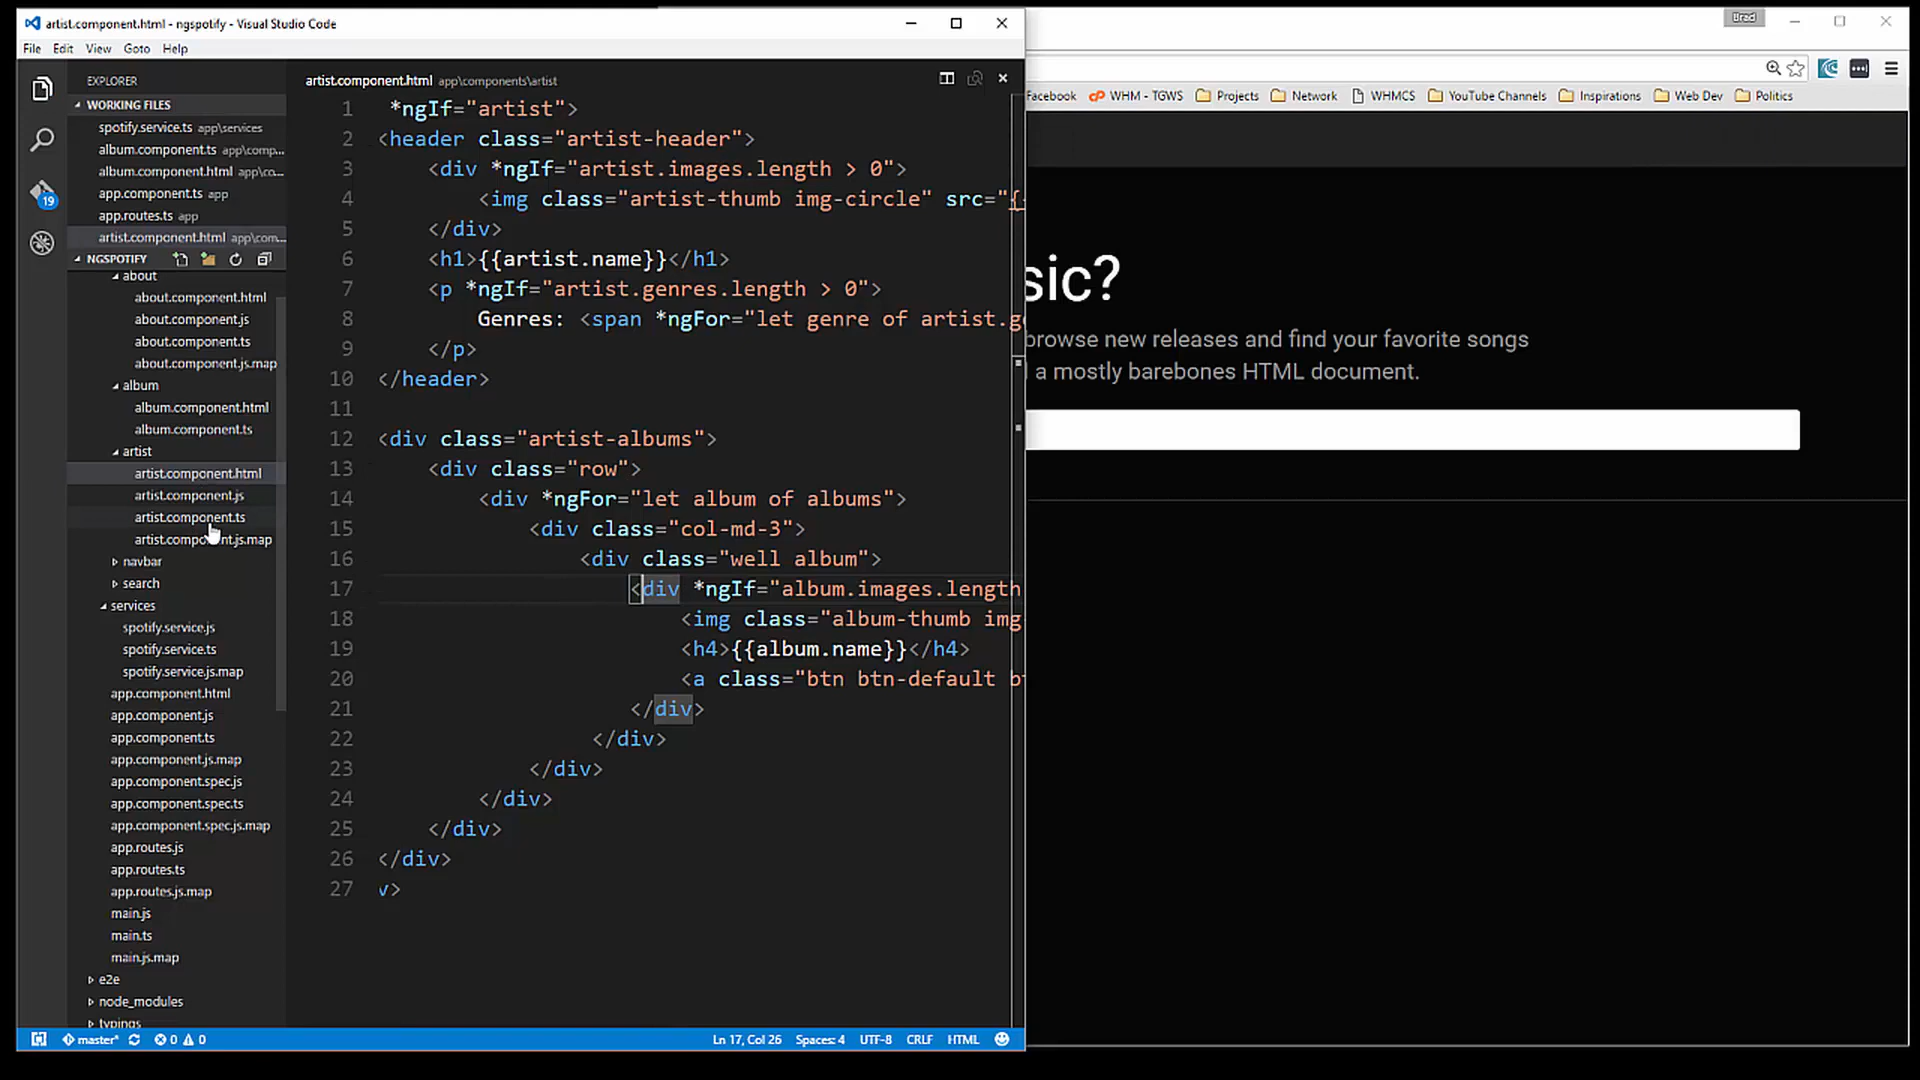 artist.component.html - ngspotify - Visual Studio Code
File Edit View Goto Help
EXPLORER
WORKING FILES
spotify.service.ts app\services
album.component.ts app\comp...
album.component.html app\co...
app.component.ts app
app.routes.ts app
artist.component.html app\com...
NGSPOTIFY
about
about.component.html
about.component.js
about.component.ts
about.component.js.map
album
album.component.html
album.component.ts
artist
artist.component.html
artist.component.js
artist.component.ts
artist.component.js.map
navbar
search
services
spotify.service.js
spotify.service.ts
spotify.service.js.map
app.component.html
app.component.js
app.component.ts
app.component.js.map
app.component.spec.js
app.component.spec.ts
app.component.spec.js.map
app.routes.js
app.routes.ts
app.routes.js.map
main.js
main.ts
main.js.map
e2e
node_modules
typings
19
artist.component.html app\components\artist
1 *ngIf="artist">
2 <header class="artist-header">
3 <div *ngIf="artist.images.length > 0">
4 <img class="artist-thumb img-circle" src="{
5 </div>
6 <h1>{{artist.name}}</h1>
7 <p *ngIf="artist.genres.length > 0">
8 Genres: <span *ngFor="let genre of artist.g
9 </p>
10 </header>
11
12 <div class="artist-albums">
13 <div class="row">
14 <div *ngFor="let album of albums">
15 <div class="col-md-3">
16 <div class="well album">
17 <div *ngIf="album.images.length
18 <img class="album-thumb img
19 <h4>{{album.name}}</h4>
20 <a class="btn btn-default b
21 </div>
22 </div>
23 </div>
24 </div>
25 </div>
26 </div>
27 v>
master* 0 0 Ln 17, Col 26 Spaces: 4 UTF-8 CRLF HTML
Brad
Facebook WHM - TGWS Projects Network WHMCS YouTube Channels Inspirations Web Dev Politics
sic?
browse new releases and find your favorite songs
a mostly barebones HTML document.